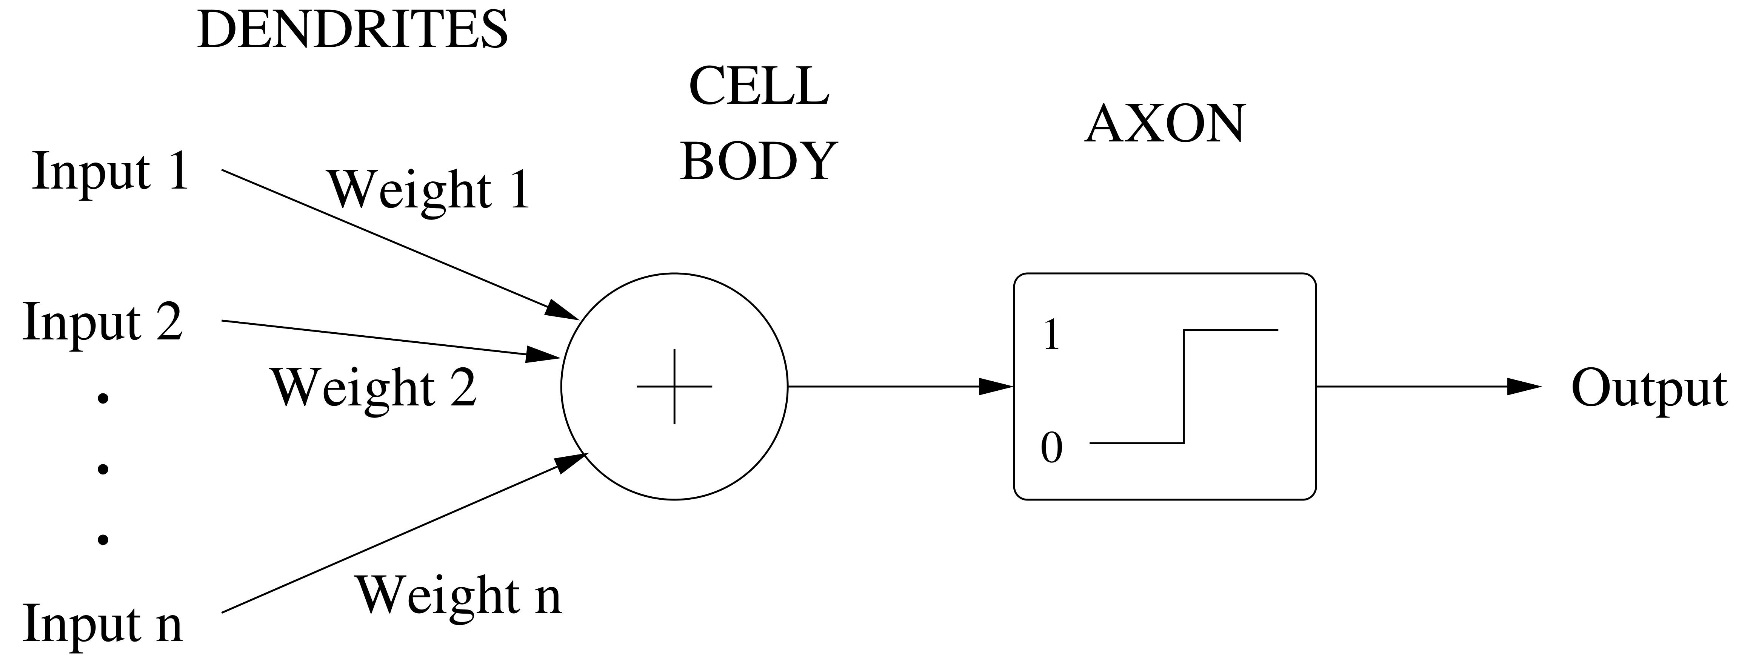 DENDRITES
CELL
BODY
AXON
Input 1
Weight 1
Input 2
Weight 2
1
0
Output
Weight n
Input n